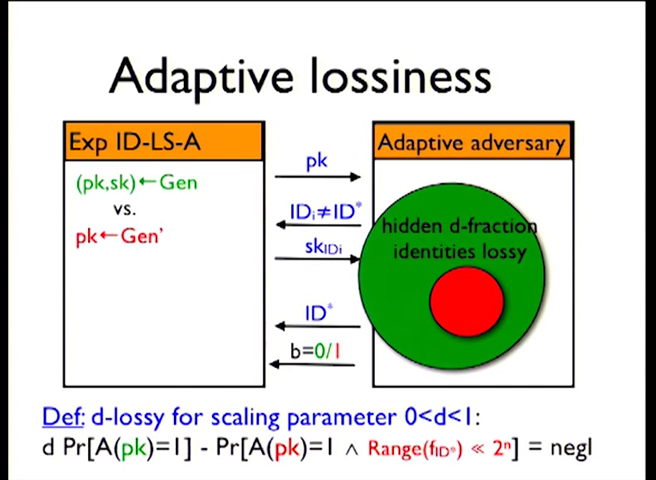 Adaptive lossiness
Exp ID-LS-A
Adaptive adversary
(pk,sk)←Gen
vs.
pk←Gen'
pk
IDᵢ≠ID*
sk_IDᵢ
ID*
b=0/1
hidden d-fraction
identities lossy
Def: d-lossy for scaling parameter 0<d<1:
d Pr[A(pk)=1] - Pr[A(pk)=1 ∧ Range(f_ID*) ≪ 2ⁿ] = negl